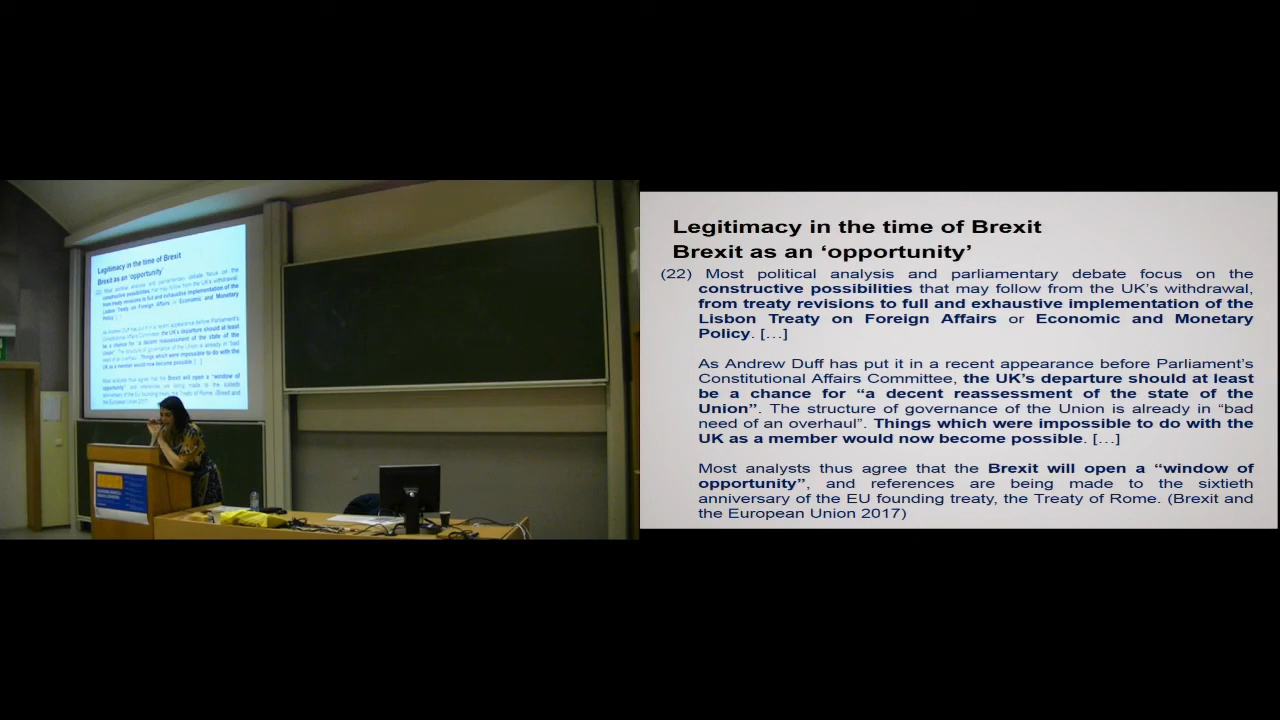 Legitimacy in the time of Brexit
Brexit as an ‘opportunity’
(22) Most political analysis and parliamentary debate focus on the
constructive possibilities that may follow from the UK’s withdrawal,
from treaty revisions to full and exhaustive implementation of the
Lisbon Treaty on Foreign Affairs or Economic and Monetary
Policy. […]
As Andrew Duff has put it in a recent appearance before Parliament’s
Constitutional Affairs Committee, the UK’s departure should at least
be a chance for “a decent reassessment of the state of the
Union”. The structure of governance of the Union is already in “bad
need of an overhaul”. Things which were impossible to do with the
UK as a member would now become possible. […]
Most analysts thus agree that the Brexit will open a “window of
opportunity”, and references are being made to the sixtieth
anniversary of the EU founding treaty, the Treaty of Rome. (Brexit and
the European Union 2017)